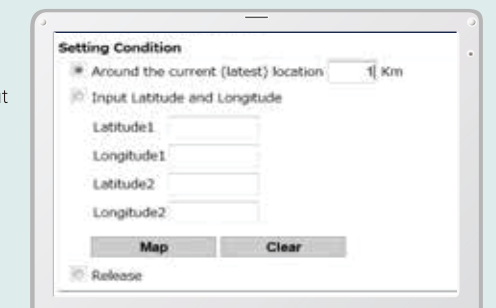 Setting Condition
Around the current (latest) location 1 Km
Input Latitude and Longitude
Latitude1
Longitude1
Latitude2
Longitude2
Map Clear
Release